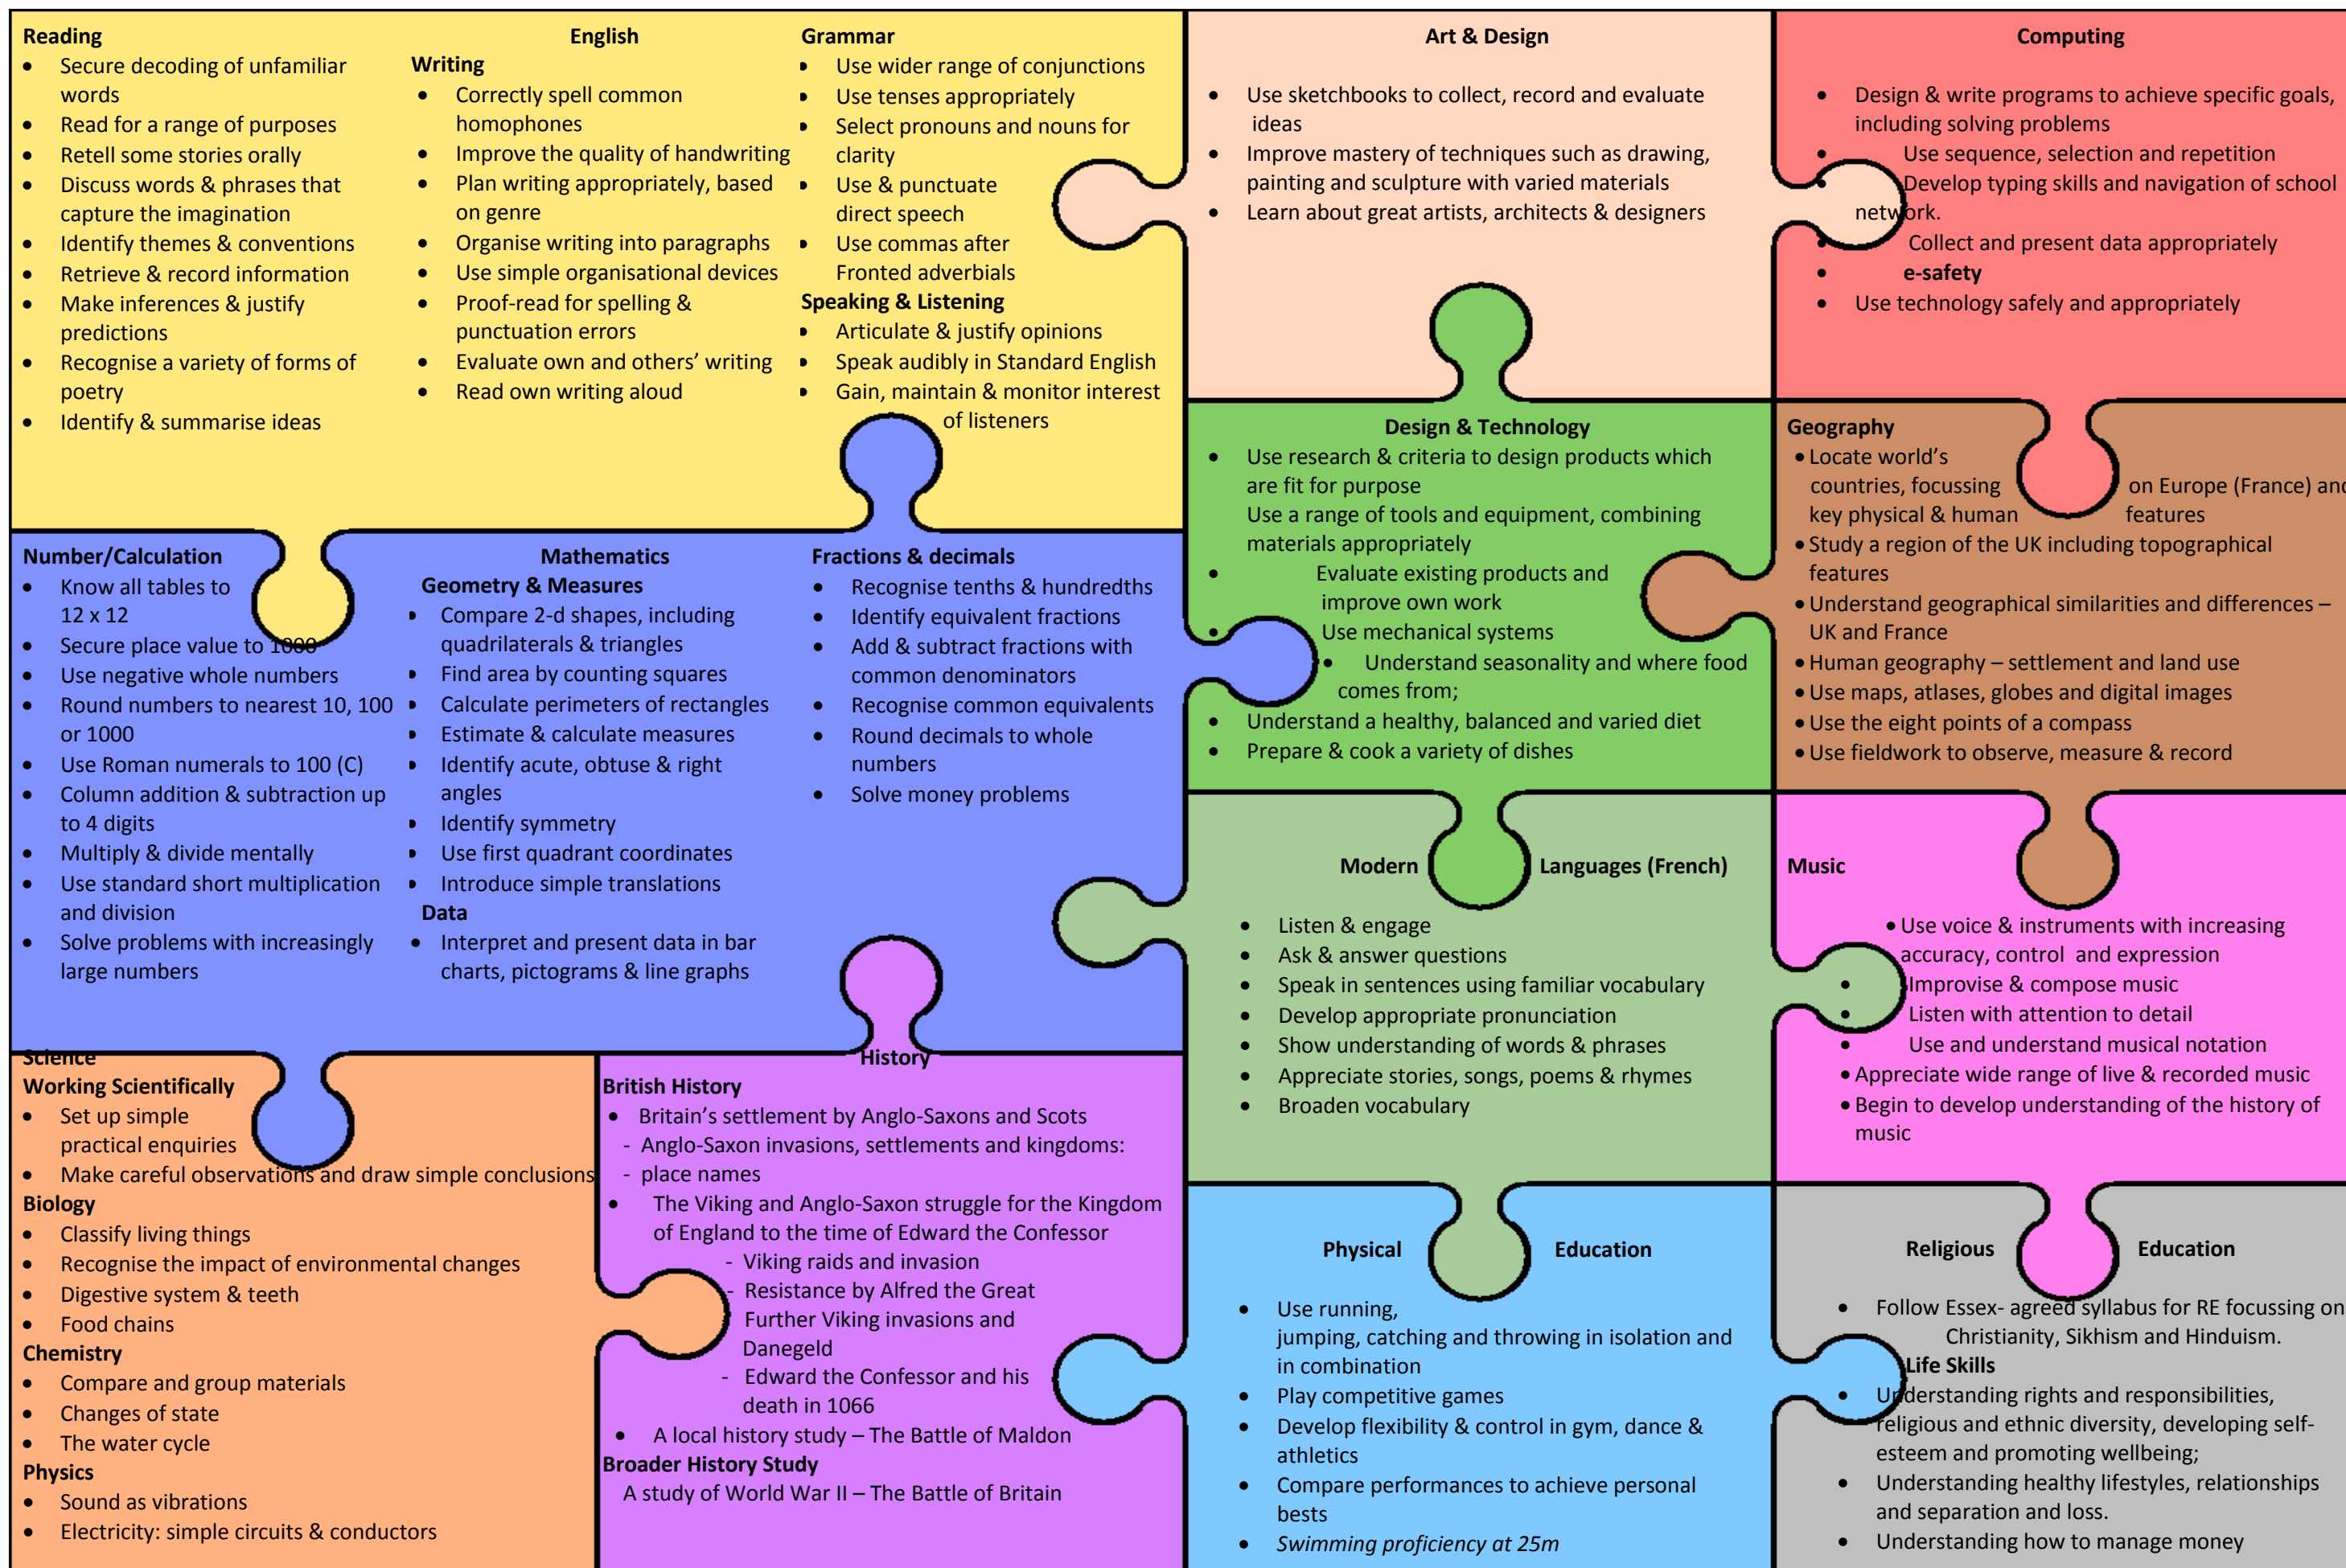 Reading
• Secure decoding of unfamiliar
words
• Read for a range of purposes
• Retell some stories orally
• Discuss words & phrases that
capture the imagination
• Identify themes & conventions
• Retrieve & record information
• Make inferences & justify
predictions
• Recognise a variety of forms of
poetry
• Identify & summarise ideas
English
Writing
• Correctly spell common
homophones
• Improve the quality of handwriting
• Plan writing appropriately, based
on genre
• Organise writing into paragraphs
• Use simple organisational devices
• Proof-read for spelling &
punctuation errors
• Evaluate own and others’ writing
• Read own writing aloud
Grammar
• Use wider range of conjunctions
• Use tenses appropriately
• Select pronouns and nouns for
clarity
• Use & punctuate
direct speech
• Use commas after
Fronted adverbials
Speaking & Listening
• Articulate & justify opinions
• Speak audibly in Standard English
• Gain, maintain & monitor interest
of listeners
Art & Design
• Use sketchbooks to collect, record and evaluate
ideas
• Improve mastery of techniques such as drawing,
painting and sculpture with varied materials
• Learn about great artists, architects & designers
Computing
• Design & write programs to achieve specific goals,
including solving problems
• Use sequence, selection and repetition
• Develop typing skills and navigation of school
network.
• Collect and present data appropriately
• e-safety
• Use technology safely and appropriately
Number/Calculation
• Know all tables to
12 x 12
• Secure place value to 1000
• Use negative whole numbers
• Round numbers to nearest 10, 100
or 1000
• Use Roman numerals to 100 (C)
• Column addition & subtraction up
to 4 digits
• Multiply & divide mentally
• Use standard short multiplication
and division
• Solve problems with increasingly
large numbers
Mathematics
Geometry & Measures
• Compare 2-d shapes, including
quadrilaterals & triangles
• Find area by counting squares
• Calculate perimeters of rectangles
• Estimate & calculate measures
• Identify acute, obtuse & right
angles
• Identify symmetry
• Use first quadrant coordinates
• Introduce simple translations
Data
• Interpret and present data in bar
charts, pictograms & line graphs
Fractions & decimals
• Recognise tenths & hundredths
• Identify equivalent fractions
• Add & subtract fractions with
common denominators
• Recognise common equivalents
• Round decimals to whole
numbers
• Solve money problems
Design & Technology
• Use research & criteria to design products which
are fit for purpose
Use a range of tools and equipment, combining
materials appropriately
• Evaluate existing products and
improve own work
• Use mechanical systems
• Understand seasonality and where food
comes from;
• Understand a healthy, balanced and varied diet
• Prepare & cook a variety of dishes
Geography
• Locate world’s
countries, focussing on Europe (France) and
key physical & human features
• Study a region of the UK including topographical
features
• Understand geographical similarities and differences –
UK and France
• Human geography – settlement and land use
• Use maps, atlases, globes and digital images
• Use the eight points of a compass
• Use fieldwork to observe, measure & record
Modern Languages (French)
• Listen & engage
• Ask & answer questions
• Speak in sentences using familiar vocabulary
• Develop appropriate pronunciation
• Show understanding of words & phrases
• Appreciate stories, songs, poems & rhymes
• Broaden vocabulary
Music
• Use voice & instruments with increasing
accuracy, control and expression
• Improvise & compose music
• Listen with attention to detail
• Use and understand musical notation
• Appreciate wide range of live & recorded music
• Begin to develop understanding of the history of
music
Science
Working Scientifically
• Set up simple
practical enquiries
• Make careful observations and draw simple conclusions
Biology
• Classify living things
• Recognise the impact of environmental changes
• Digestive system & teeth
• Food chains
Chemistry
• Compare and group materials
• Changes of state
• The water cycle
Physics
• Sound as vibrations
• Electricity: simple circuits & conductors
History
British History
• Britain’s settlement by Anglo-Saxons and Scots
- Anglo-Saxon invasions, settlements and kingdoms:
- place names
• The Viking and Anglo-Saxon struggle for the Kingdom
of England to the time of Edward the Confessor
- Viking raids and invasion
- Resistance by Alfred the Great
Further Viking invasions and
Danegeld
- Edward the Confessor and his
death in 1066
• A local history study – The Battle of Maldon
Broader History Study
A study of World War II – The Battle of Britain
Physical Education
• Use running,
jumping, catching and throwing in isolation and
in combination
• Play competitive games
• Develop flexibility & control in gym, dance &
athletics
• Compare performances to achieve personal
bests
• Swimming proficiency at 25m
Religious Education
• Follow Essex- agreed syllabus for RE focussing on
Christianity, Sikhism and Hinduism.
Life Skills
• Understanding rights and responsibilities,
religious and ethnic diversity, developing self-
esteem and promoting wellbeing;
• Understanding healthy lifestyles, relationships
and separation and loss.
• Understanding how to manage money